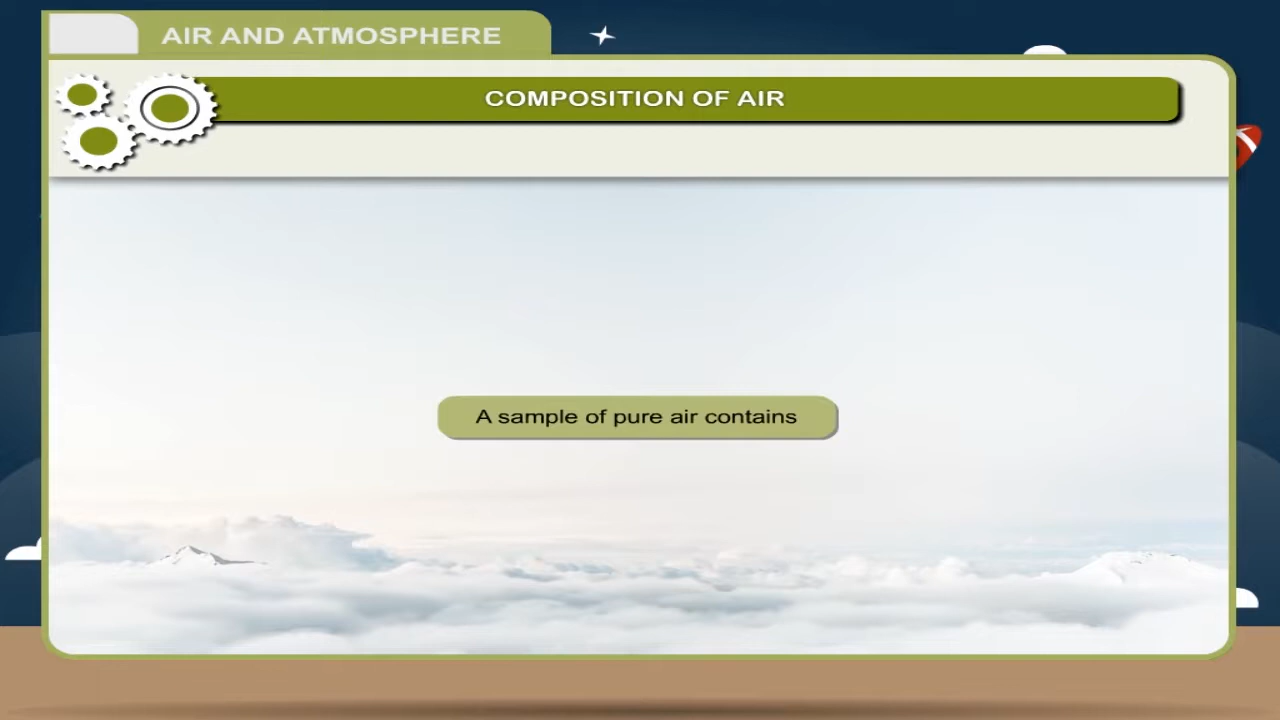 AIR AND ATMOSPHERE
COMPOSITION OF AIR
A sample of pure air contains